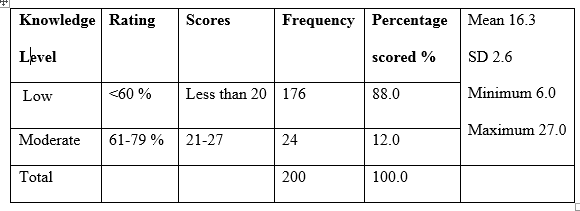 Knowledge Level Rating Scores Frequency Percentage scored % Mean 16.3
SD 2.6
Minimum 6.0
Maximum 27.0
Low <60 % Less than 20 176 88.0
Moderate 61-79 % 21-27 24 12.0
Total 200 100.0